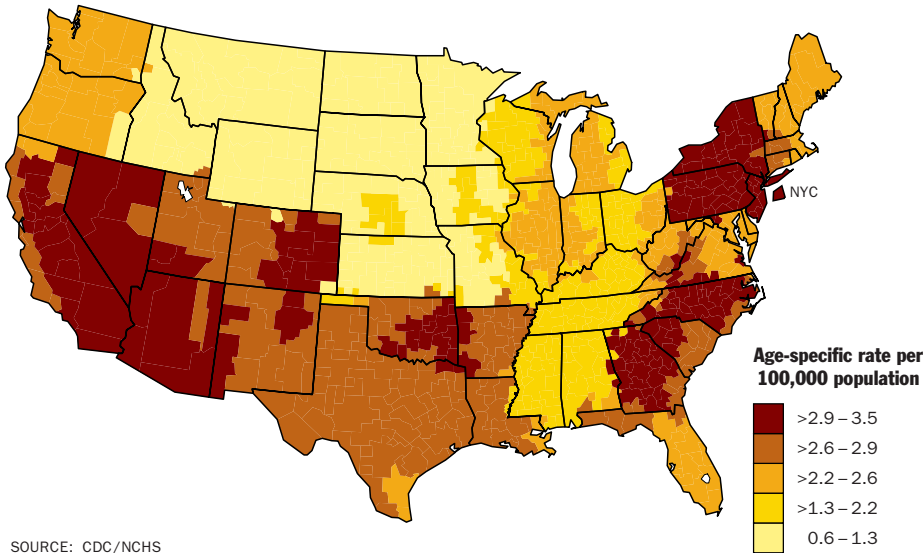 NYC
Age-specific rate per
100,000 population
>2.9 – 3.5
>2.6 – 2.9
>2.2 – 2.6
>1.3 – 2.2
0.6 – 1.3
SOURCE: CDC/NCHS